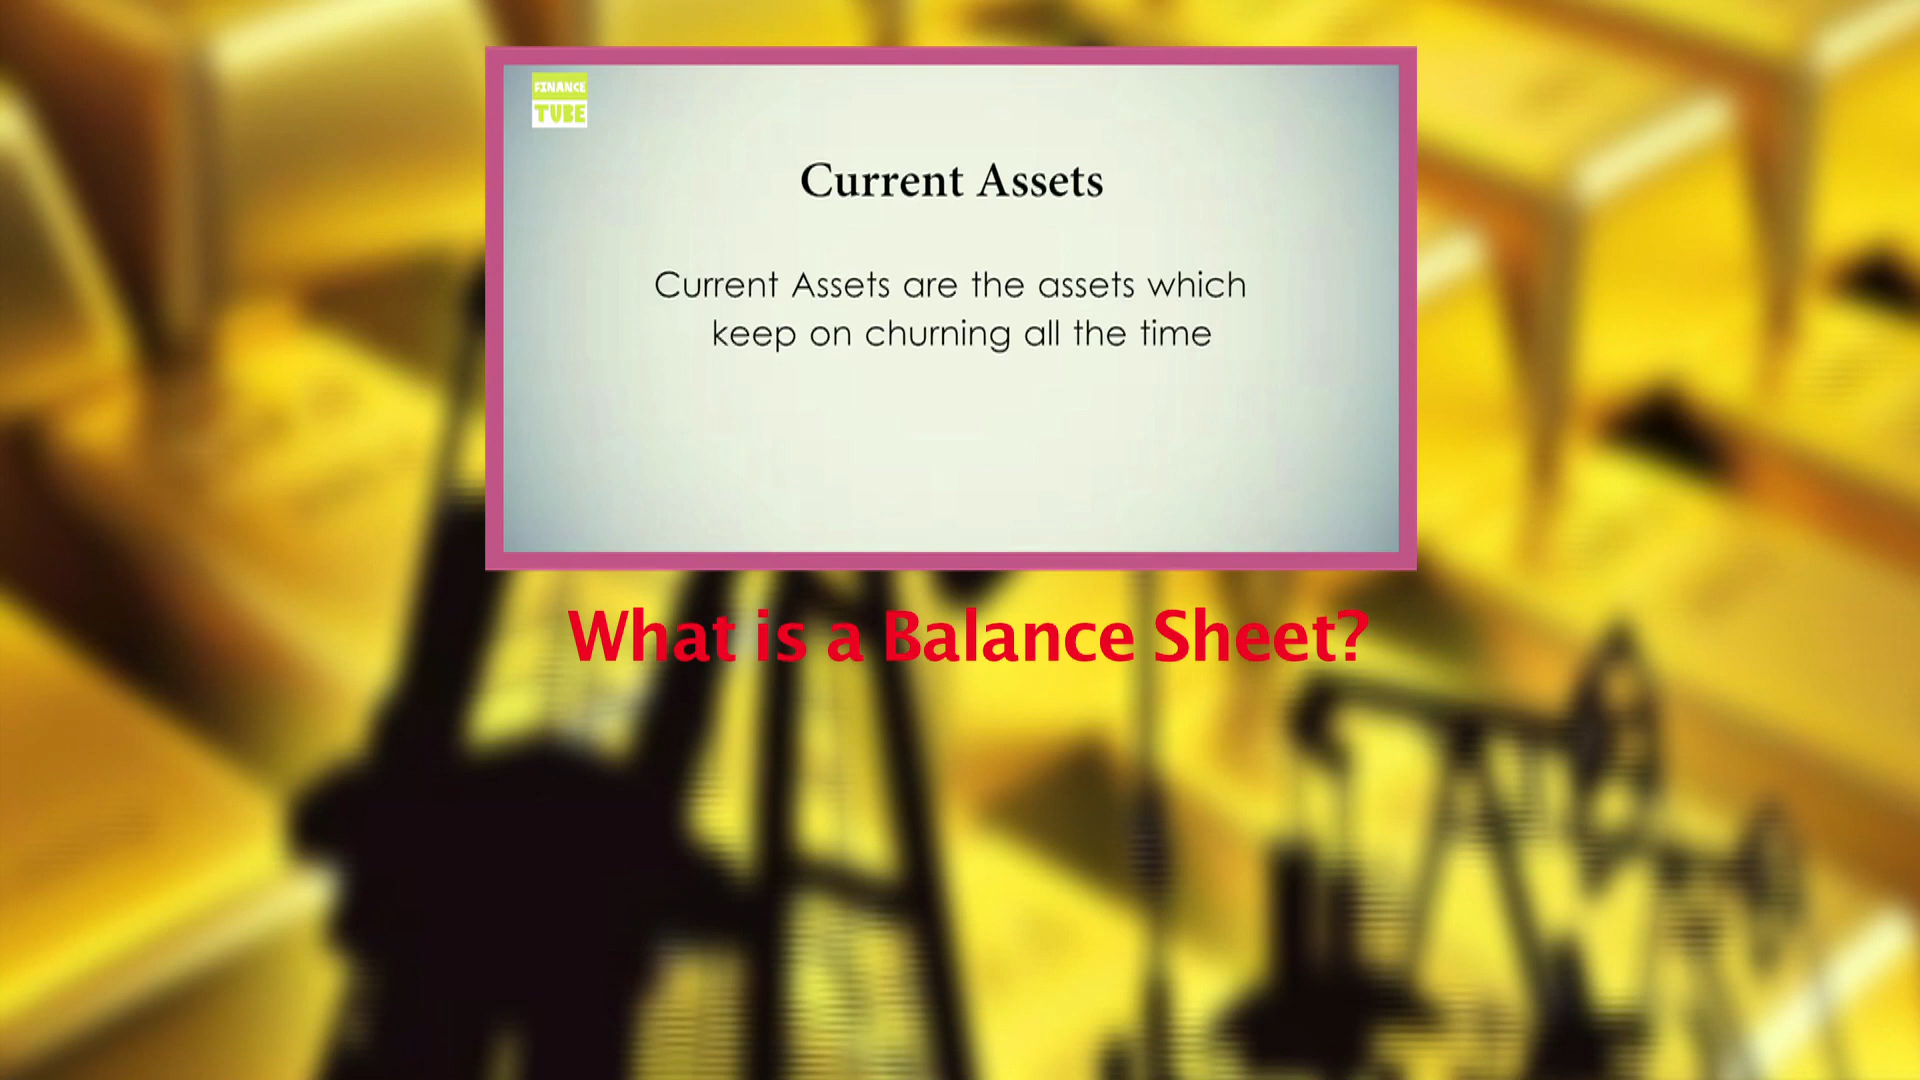 FINANCE
TUBE
Current Assets
Current Assets are the assets which
keep on churning all the time
What is a Balance Sheet?